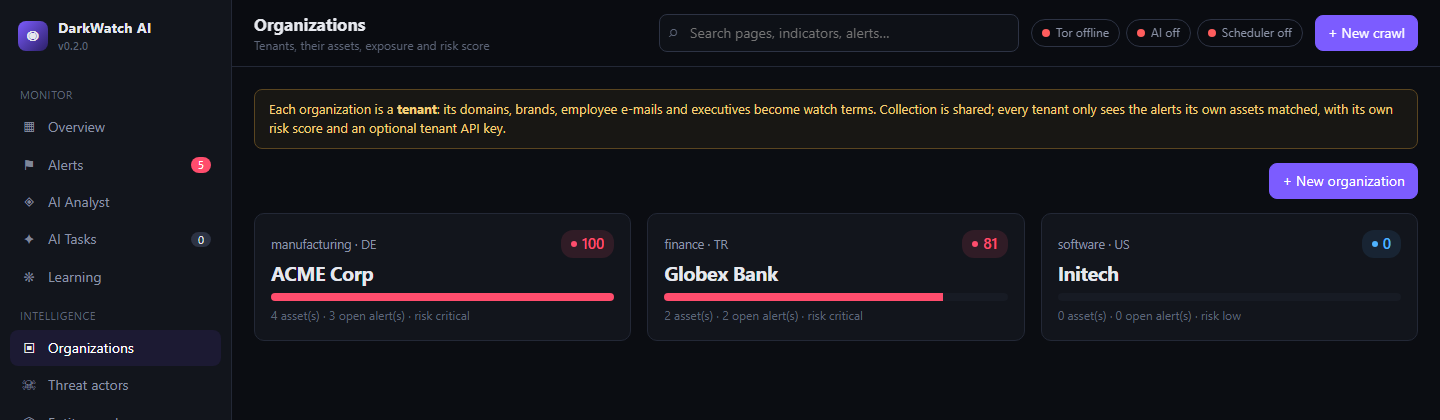 DarkWatch AI
v0.2.0
MONITOR
Overview
Alerts
5
AI Analyst
AI Tasks
0
Learning
INTELLIGENCE
Organizations
Threat actors
Organizations
Tenants, their assets, exposure and risk score
Search pages, indicators, alerts...
Tor offline
AI off
Scheduler off
+ New crawl
Each organization is a tenant: its domains, brands, employee e-mails and executives become watch terms. Collection is shared; every tenant only sees the alerts its own assets matched, with its own
risk score and an optional tenant API key.
+ New organization
manufacturing · DE
100
ACME Corp
4 asset(s) · 3 open alert(s) · risk critical
finance · TR
81
Globex Bank
2 asset(s) · 2 open alert(s) · risk critical
software · US
0
Initech
0 asset(s) · 0 open alert(s) · risk low